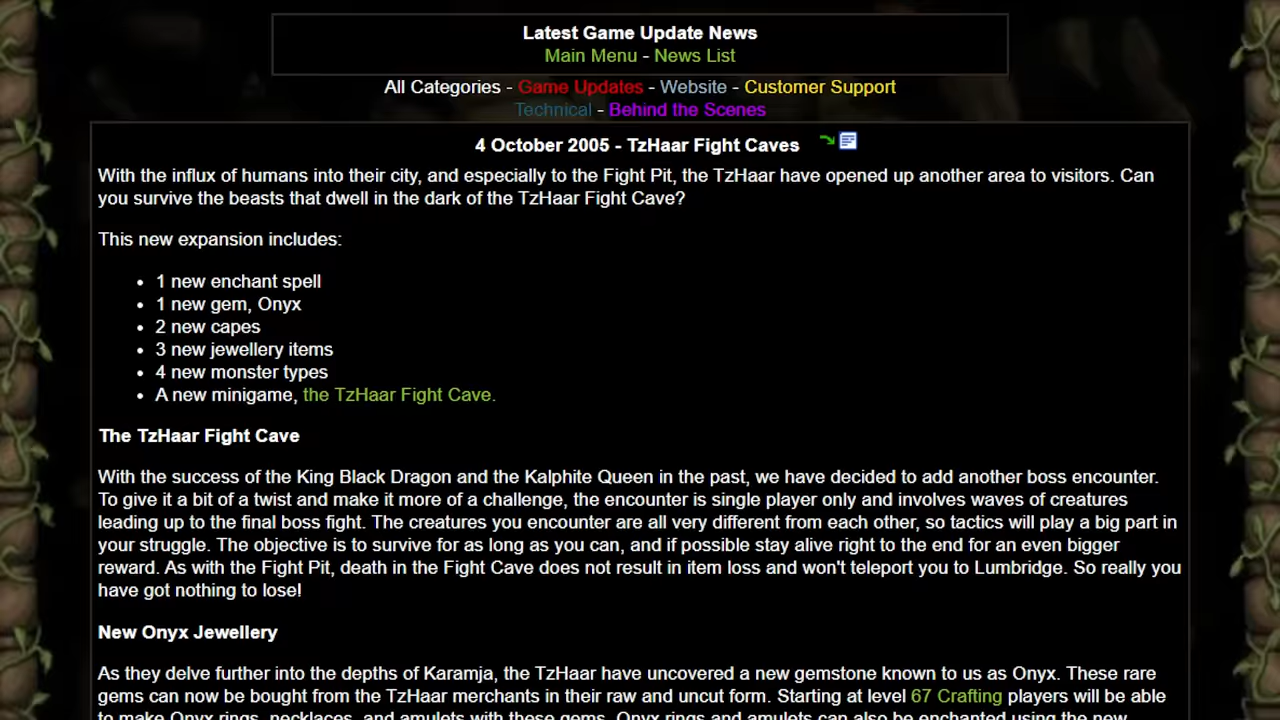 Latest Game Update News
Main Menu - News List
All Categories - Game Updates - Website - Customer Support
Technical - Behind the Scenes
4 October 2005 - TzHaar Fight Caves
With the influx of humans into their city, and especially to the Fight Pit, the TzHaar have opened up another area to visitors. Can
you survive the beasts that dwell in the dark of the TzHaar Fight Cave?
This new expansion includes:
• 1 new enchant spell
• 1 new gem, Onyx
• 2 new capes
• 3 new jewellery items
• 4 new monster types
• A new minigame, the TzHaar Fight Cave.
The TzHaar Fight Cave
With the success of the King Black Dragon and the Kalphite Queen in the past, we have decided to add another boss encounter.
To give it a bit of a twist and make it more of a challenge, the encounter is single player only and involves waves of creatures
leading up to the final boss fight. The creatures you encounter are all very different from each other, so tactics will play a big part in
your struggle. The objective is to survive for as long as you can, and if possible stay alive right to the end for an even bigger
reward. As with the Fight Pit, death in the Fight Cave does not result in item loss and won't teleport you to Lumbridge. So really you
have got nothing to lose!
New Onyx Jewellery
As they delve further into the depths of Karamja, the TzHaar have uncovered a new gemstone known to us as Onyx. These rare
gems can now be bought from the TzHaar merchants in their raw and uncut form. Starting at level 67 Crafting players will be able
to make Onyx rings, necklaces, and amulets with these gems. Onyx rings and amulets can also be enchanted using the new